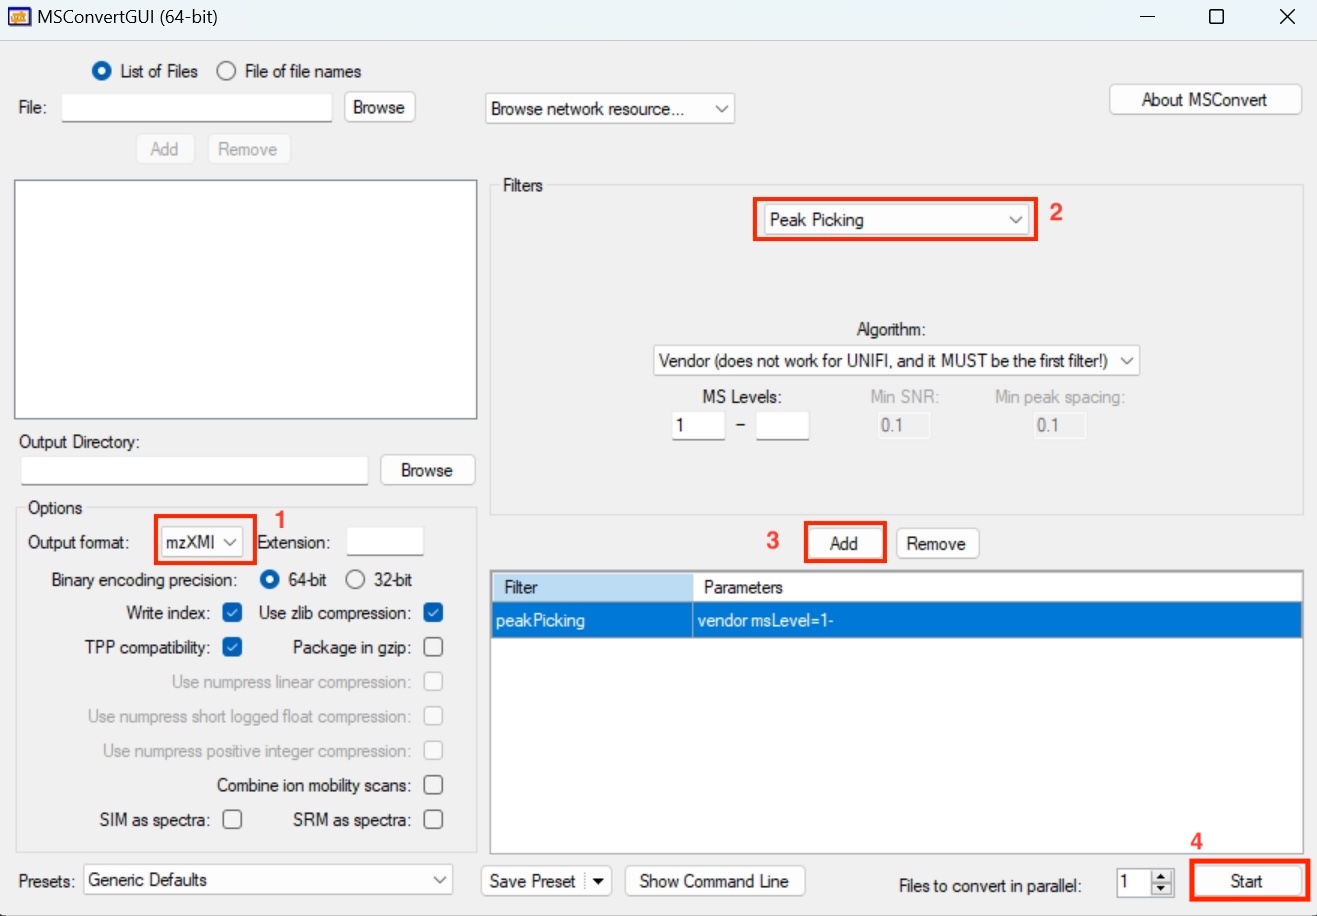 MSConvertGUI (64-bit)
List of Files File of file names
File: Browse Browse network resource... About MSConvert
Add Remove
Filters
Peak Picking 2
Algorithm:
Vendor (does not work for UNIFI, and it MUST be the first filter!)
MS Levels: Min SNR: Min peak spacing:
1 - 0.1 0.1
Output Directory:
Browse
Options
1
Output format: mzXMl Extension:
3 Add Remove
Binary encoding precision: 64-bit 32-bit
Write index: Use zlib compression:
TPP compatibility: Package in gzip:
Use numpress linear compression:
Use numpress short logged float compression:
Use numpress positive integer compression:
Combine ion mobility scans:
SIM as spectra: SRM as spectra:
Filter Parameters
peakPicking vendor msLevel=1-
4
Presets: Generic Defaults Save Preset Show Command Line Files to convert in parallel: 1 Start